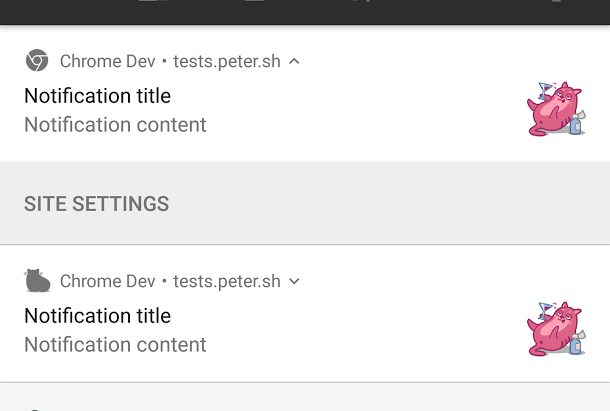 Chrome Dev • tests.peter.sh
Notification title
Notification content
SITE SETTINGS
Chrome Dev • tests.peter.sh
Notification title
Notification content